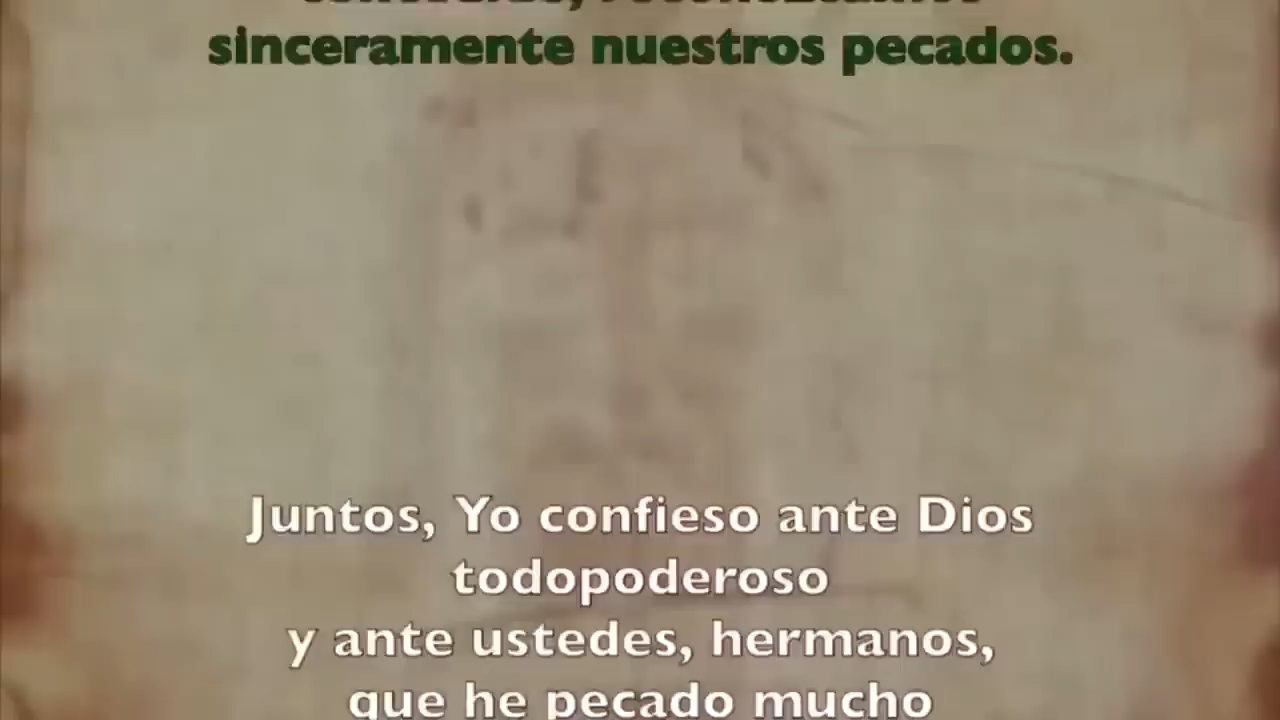 sinceramente nuestros pecados.
Juntos, Yo confieso ante Dios
todopoderoso
y ante ustedes, hermanos,
que he pecado mucho